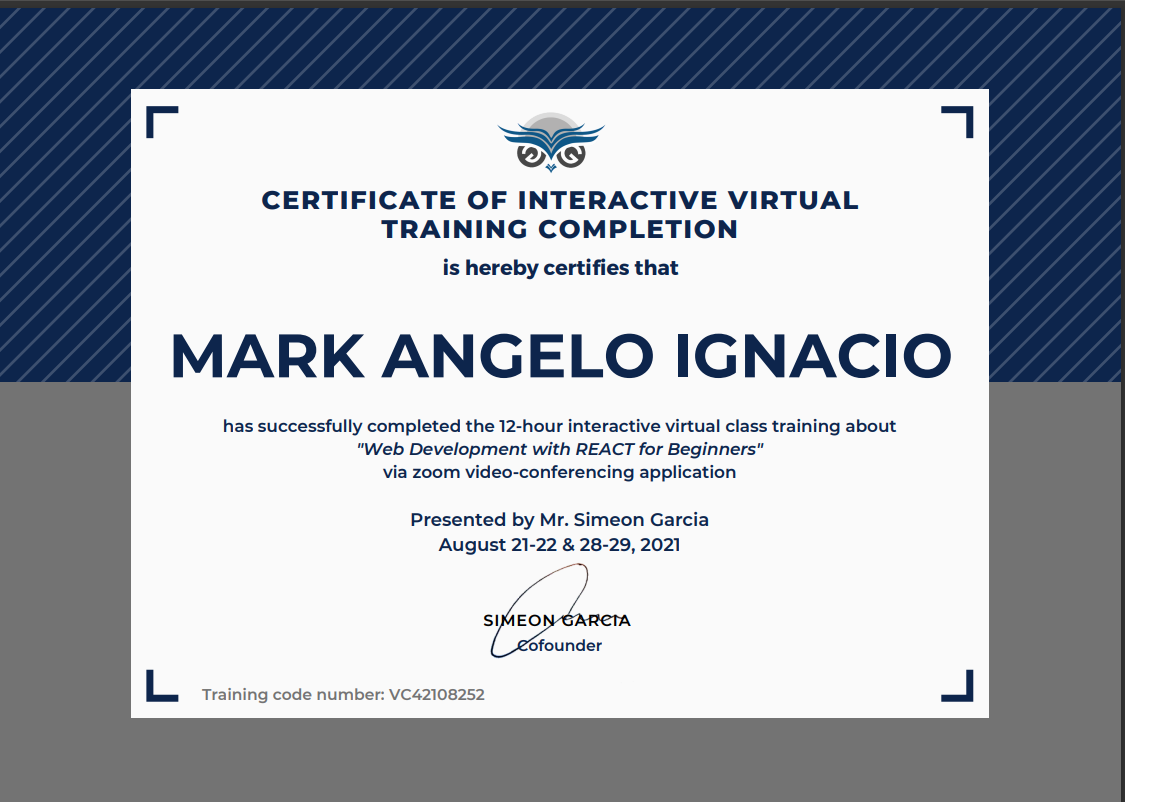 CERTIFICATE OF INTERACTIVE VIRTUAL
TRAINING COMPLETION
is hereby certifies that
MARK ANGELO IGNACIO
has successfully completed the 12-hour interactive virtual class training about
"Web Development with REACT for Beginners"
via zoom video-conferencing application
Presented by Mr. Simeon Garcia
August 21-22 & 28-29, 2021
SIMEON GARCIA
Cofounder
Training code number: VC42108252